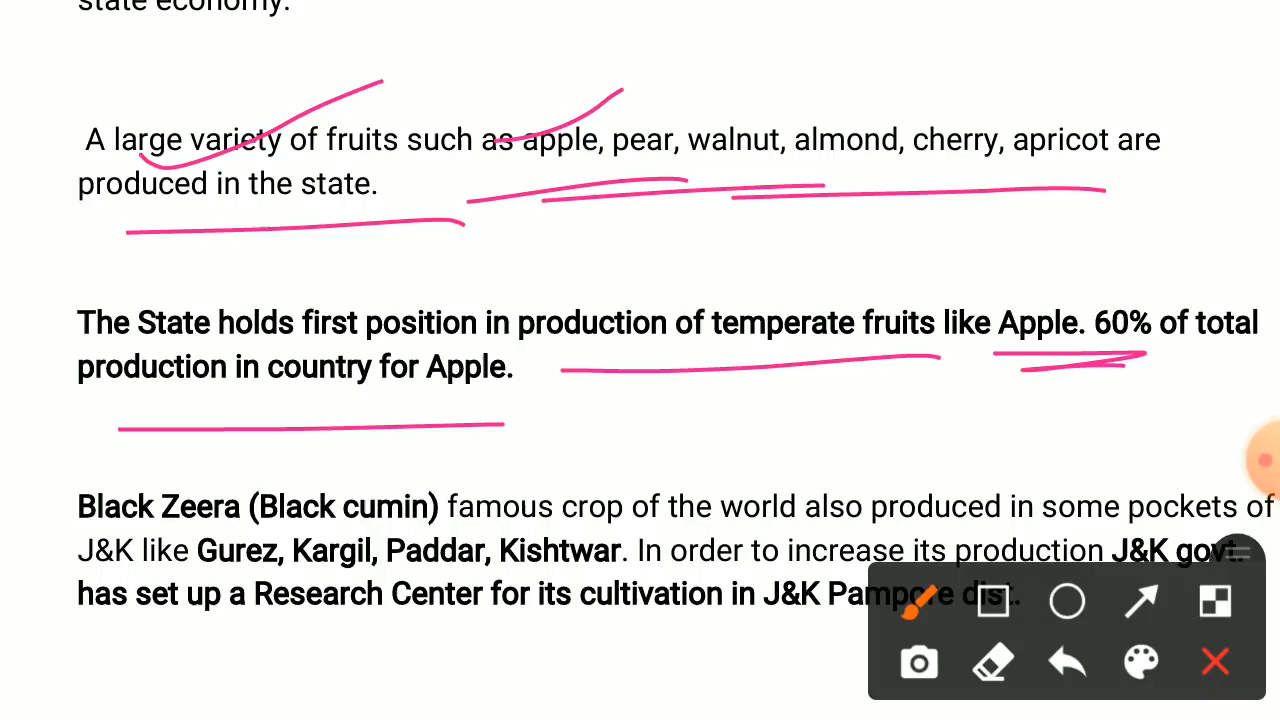 state economy.
A large variety of fruits such as apple, pear, walnut, almond, cherry, apricot are
produced in the state.
The State holds first position in production of temperate fruits like Apple. 60% of total
production in country for Apple.
Black Zeera (Black cumin) famous crop of the world also produced in some pockets of
J&K like Gurez, Kargil, Paddar, Kishtwar. In order to increase its production J&K govt.
has set up a Research Center for its cultivation in J&K Pampore dist.